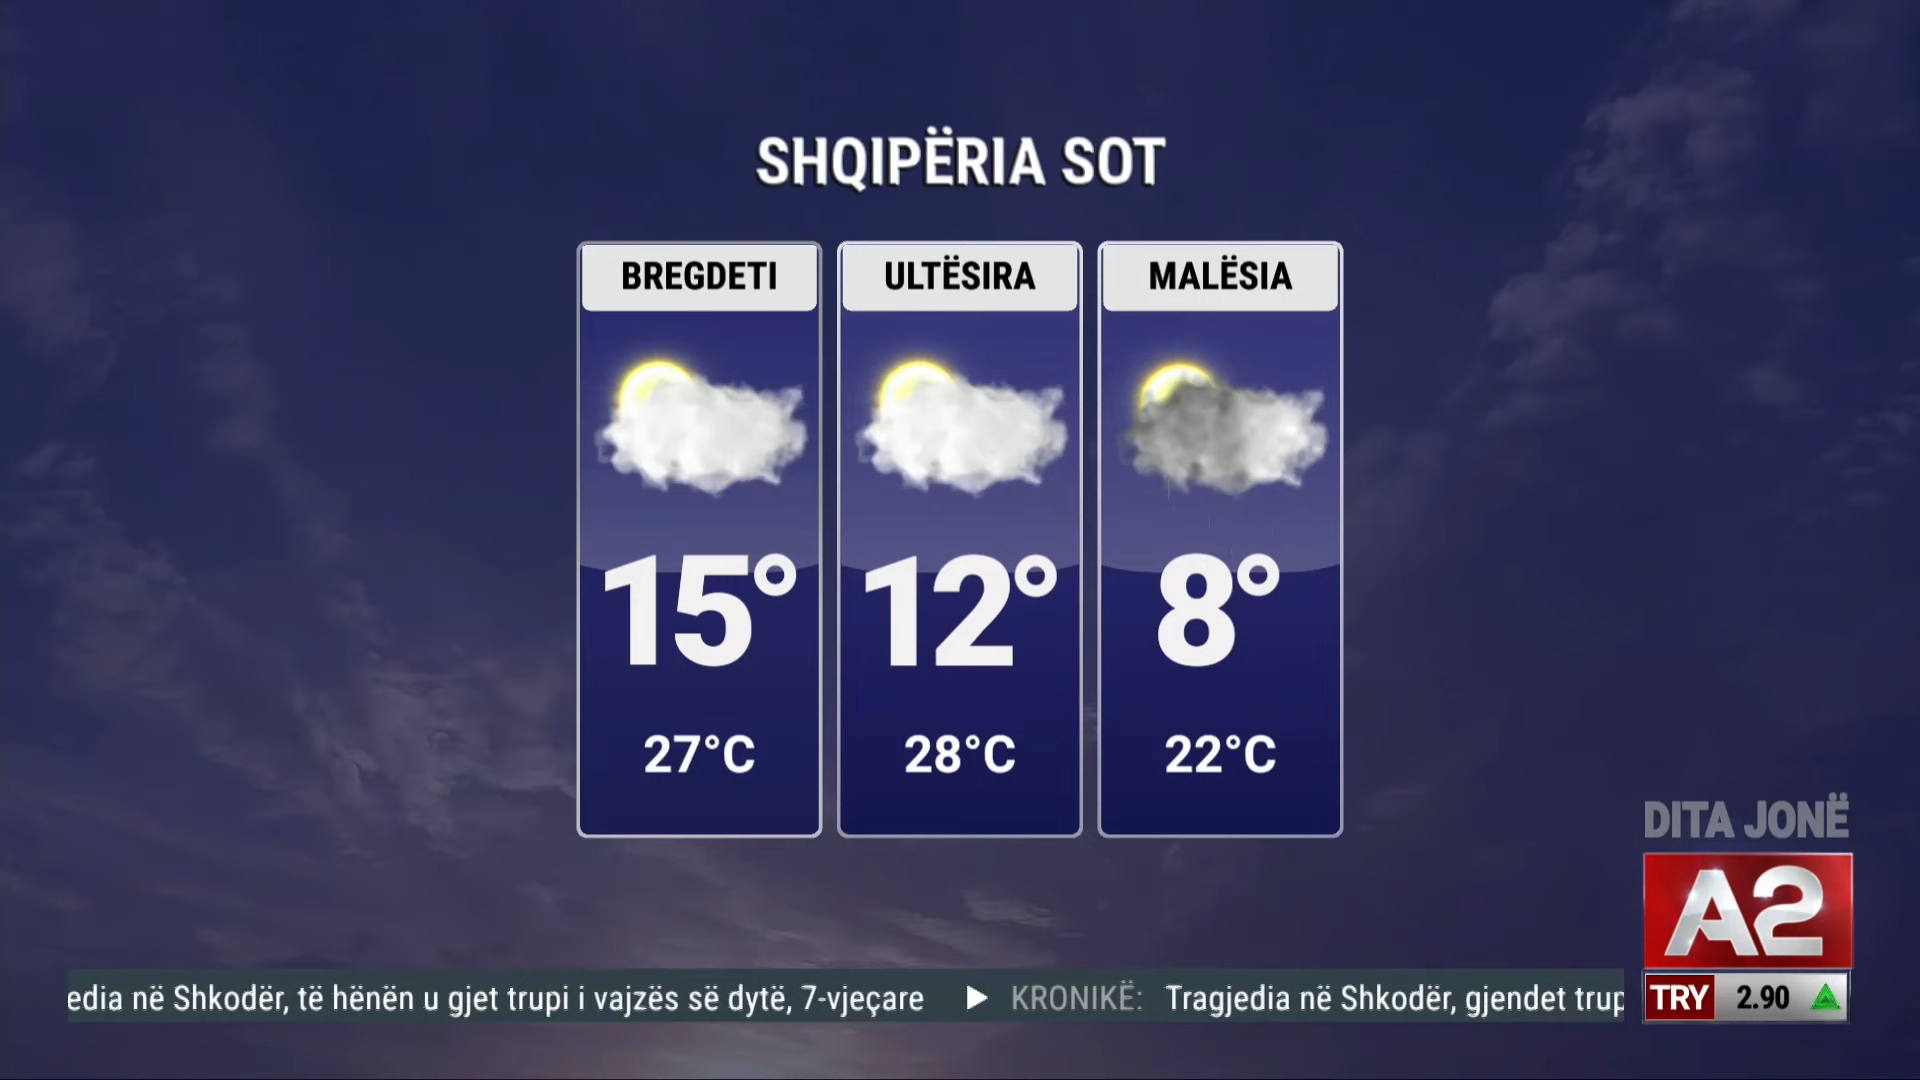 SHQIPËRIA SOT
BREGDETI
ULTËSIRA
MALËSIA
15°
12°
8°
27°C
28°C
22°C
DITA JONË
A2
edia në Shkodër, të hënën u gjet trupi i vajzës së dytë, 7-vjeçare ▶ KRONIKË: Tragjedia në Shkodër, gjendet trup
TRY 2.90